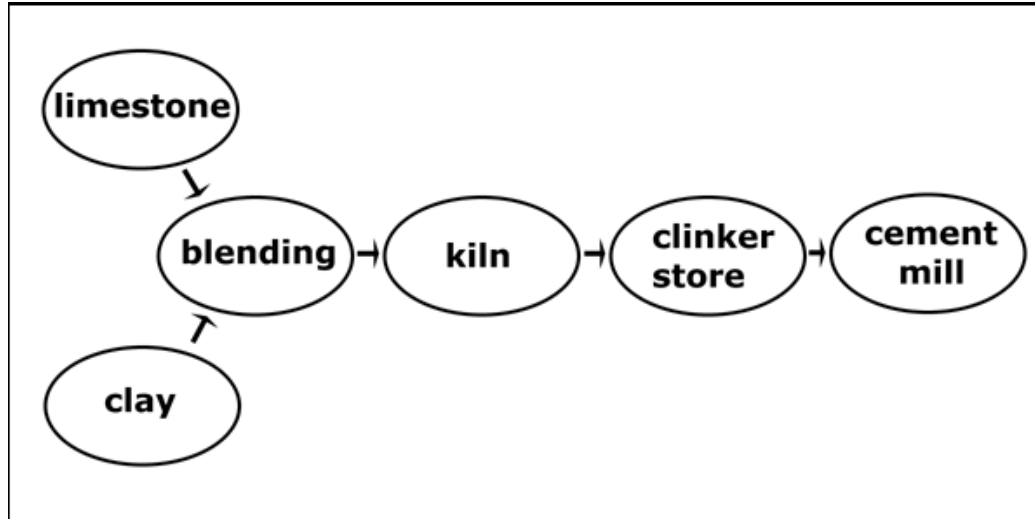 limestone
blending
kiln
clinker
store
cement
mill
clay